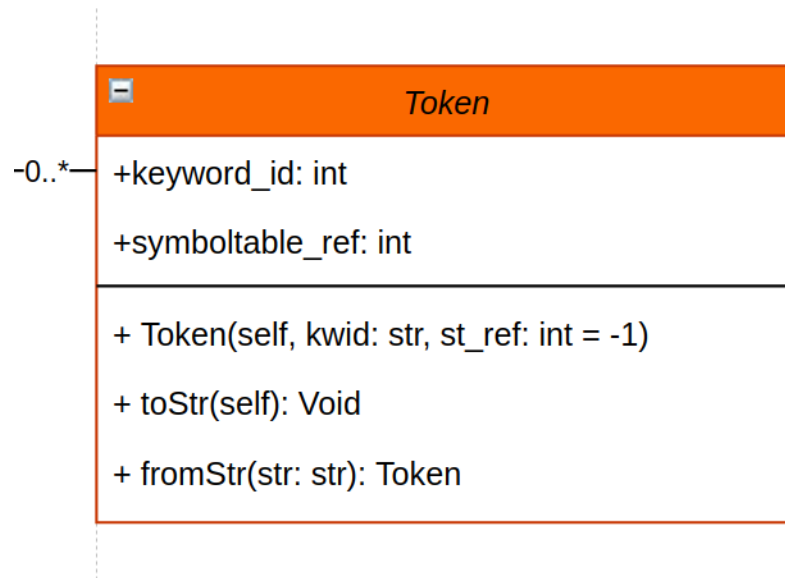 Token
0..*
+keyword_id: int
+symboltable_ref: int
+ Token(self, kwid: str, st_ref: int = -1)
+ toStr(self): Void
+ fromStr(str: str): Token